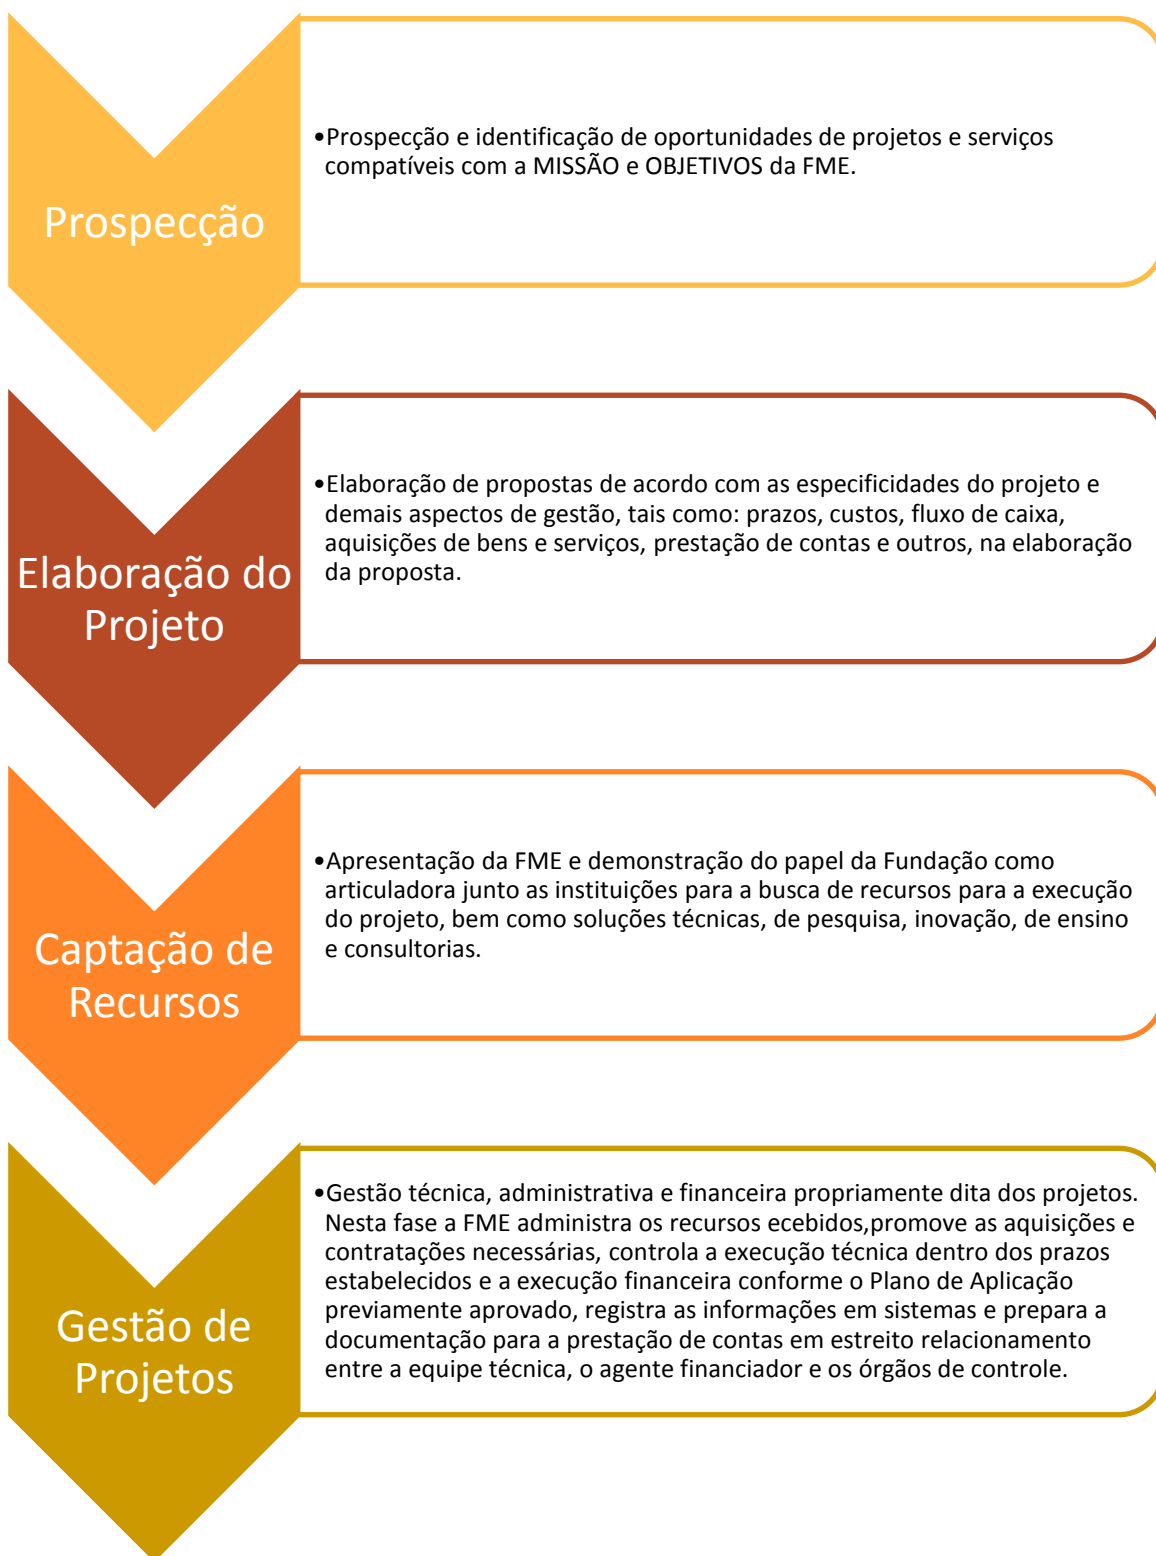 Prospecção
•Prospecção e identificação de oportunidades de projetos e serviços
compatíveis com a MISSÃO e OBJETIVOS da FME.
Elaboração do
Projeto
•Elaboração de propostas de acordo com as especificidades do projeto e
demais aspectos de gestão, tais como: prazos, custos, fluxo de caixa,
aquisições de bens e serviços, prestação de contas e outros, na elaboração
da proposta.
Captação de
Recursos
•Apresentação da FME e demonstração do papel da Fundação como
articuladora junto as instituições para a busca de recursos para a execução
do projeto, bem como soluções técnicas, de pesquisa, inovação, de ensino
e consultorias.
Gestão de
Projetos
•Gestão técnica, administrativa e financeira propriamente dita dos projetos.
Nesta fase a FME administra os recursos ecebidos,promove as aquisições e
contratações necessárias, controla a execução técnica dentro dos prazos
estabelecidos e a execução financeira conforme o Plano de Aplicação
previamente aprovado, registra as informações em sistemas e prepara a
documentação para a prestação de contas em estreito relacionamento
entre a equipe técnica, o agente financiador e os órgãos de controle.